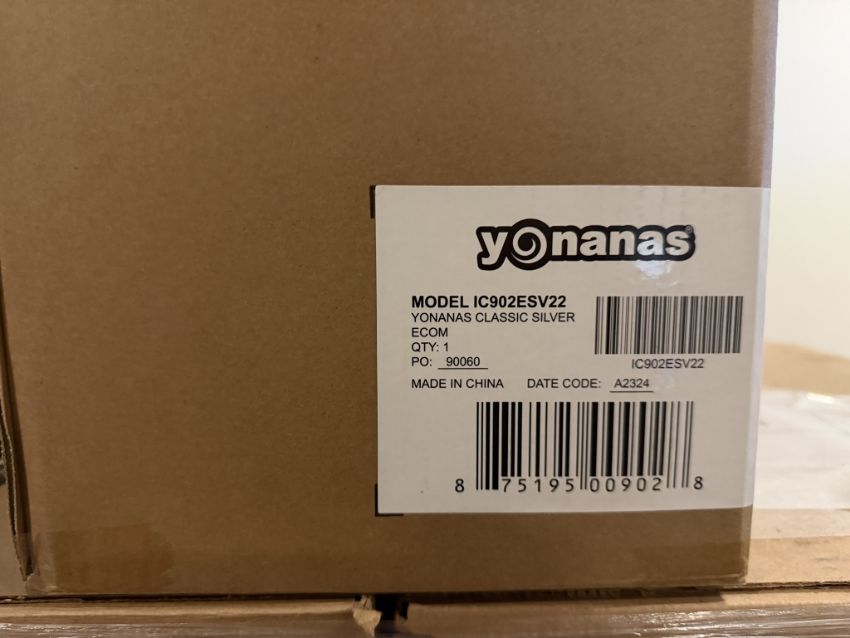 yonanas®
MODEL IC902ESV22
YONANAS CLASSIC SILVER
ECOM
QTY: 1
PO: 90060
IC902ESV22
MADE IN CHINA DATE CODE: A2324
8 75195 00902 8